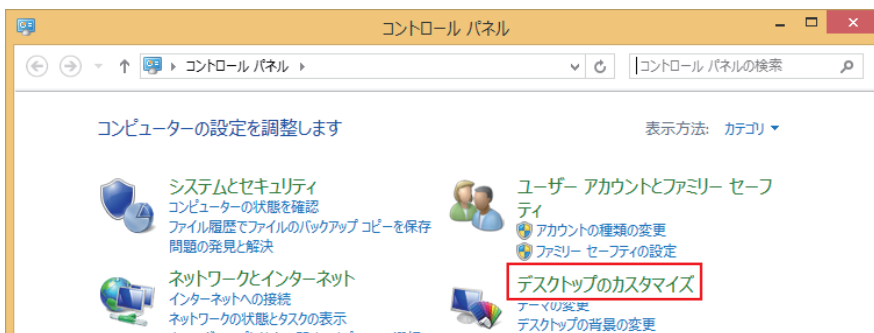 コントロール パネル
コントロール パネル
コントロール パネルの検索
コンピューターの設定を調整します
表示方法: カテゴリ
システムとセキュリティ
コンピューターの状態を確認
ファイル履歴でファイルのバックアップ コピーを保存
問題の発見と解決
ユーザー アカウントとファミリー セーフ
ティ
アカウントの種類の変更
ファミリー セーフティの設定
ネットワークとインターネット
インターネットへの接続
ネットワークの状態とタスクの表示
デスクトップのカスタマイズ
テーマの変更
デスクトップの背景の変更